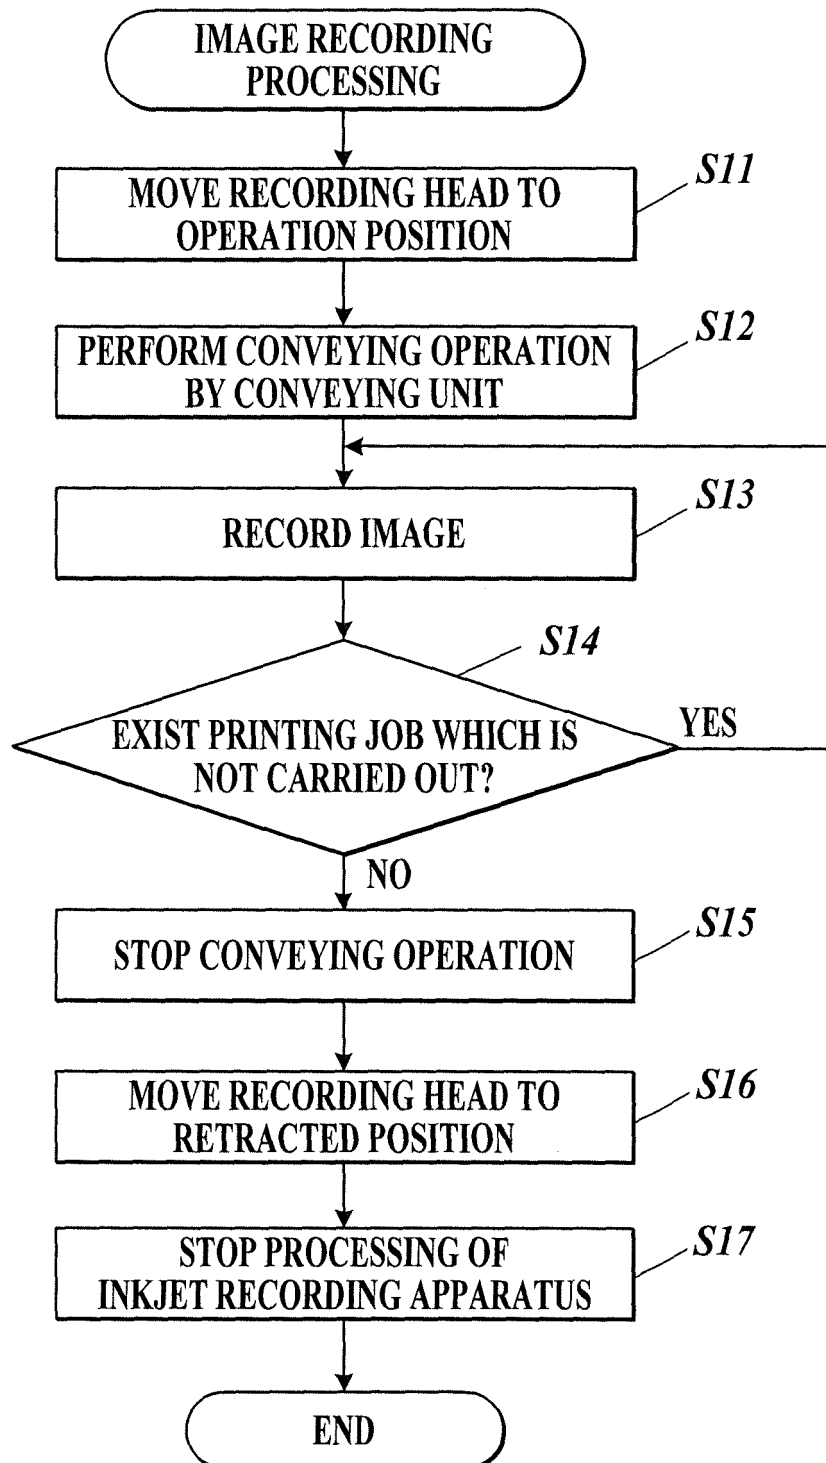 IMAGE RECORDING
PROCESSING
S11
MOVE RECORDING HEAD TO
OPERATION POSITION
S12
PERFORM CONVEYING OPERATION
BY CONVEYING UNIT
S13
RECORD IMAGE
S14
EXIST PRINTING JOB WHICH IS
NOT CARRIED OUT?
YES
NO
S15
STOP CONVEYING OPERATION
S16
MOVE RECORDING HEAD TO
RETRACTED POSITION
S17
STOP PROCESSING OF
INKJET RECORDING APPARATUS
END